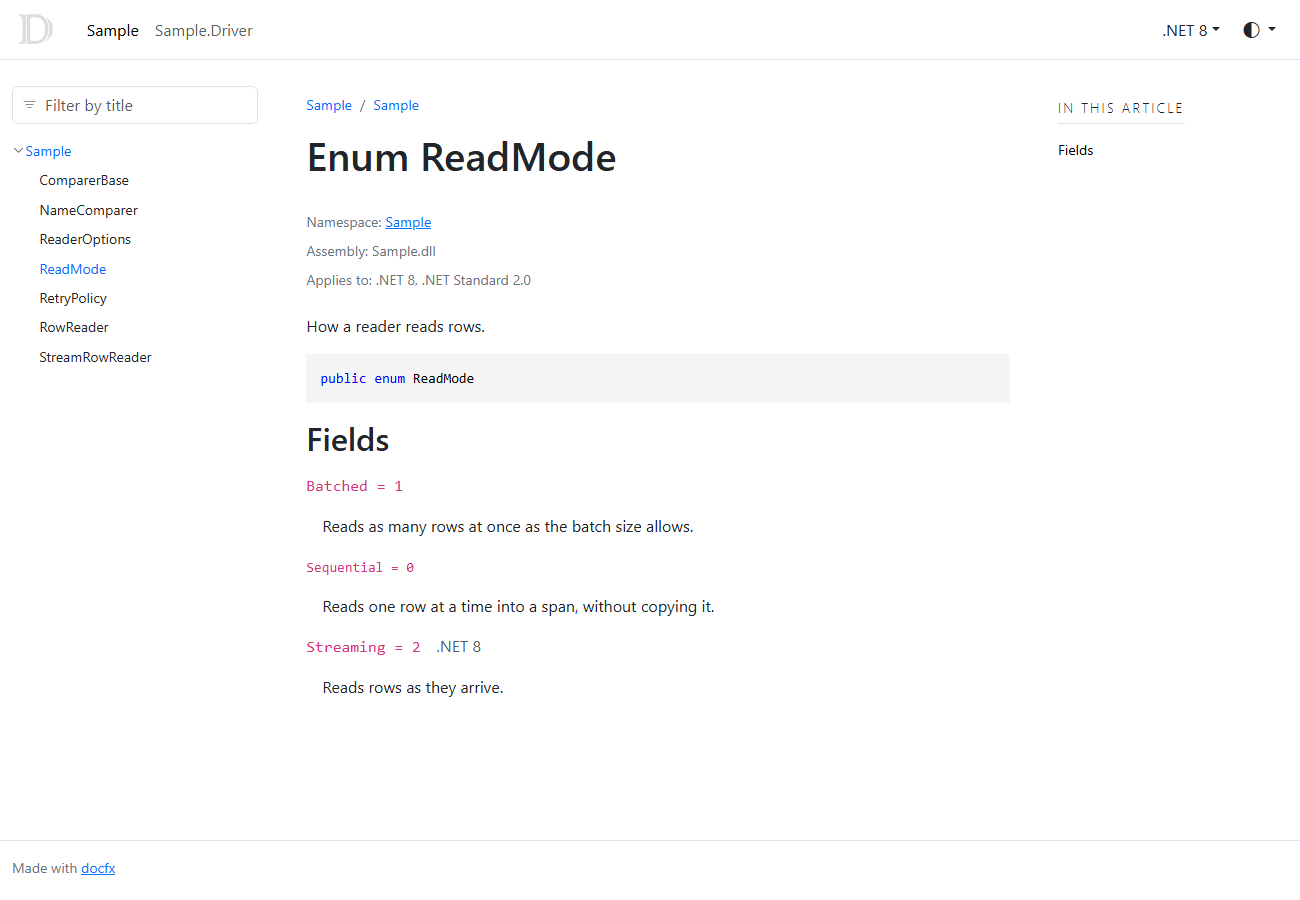 D
Sample Sample.Driver .NET 8
Filter by title
Sample
ComparerBase
NameComparer
ReaderOptions
ReadMode
RetryPolicy
RowReader
StreamRowReader
Sample / Sample
Enum ReadMode
Namespace: Sample
Assembly: Sample.dll
Applies to: .NET 8, .NET Standard 2.0
How a reader reads rows.
public enum ReadMode
Fields
Batched = 1
Reads as many rows at once as the batch size allows.
Sequential = 0
Reads one row at a time into a span, without copying it.
Streaming = 2 .NET 8
Reads rows as they arrive.
IN THIS ARTICLE
Fields
Made with docfx